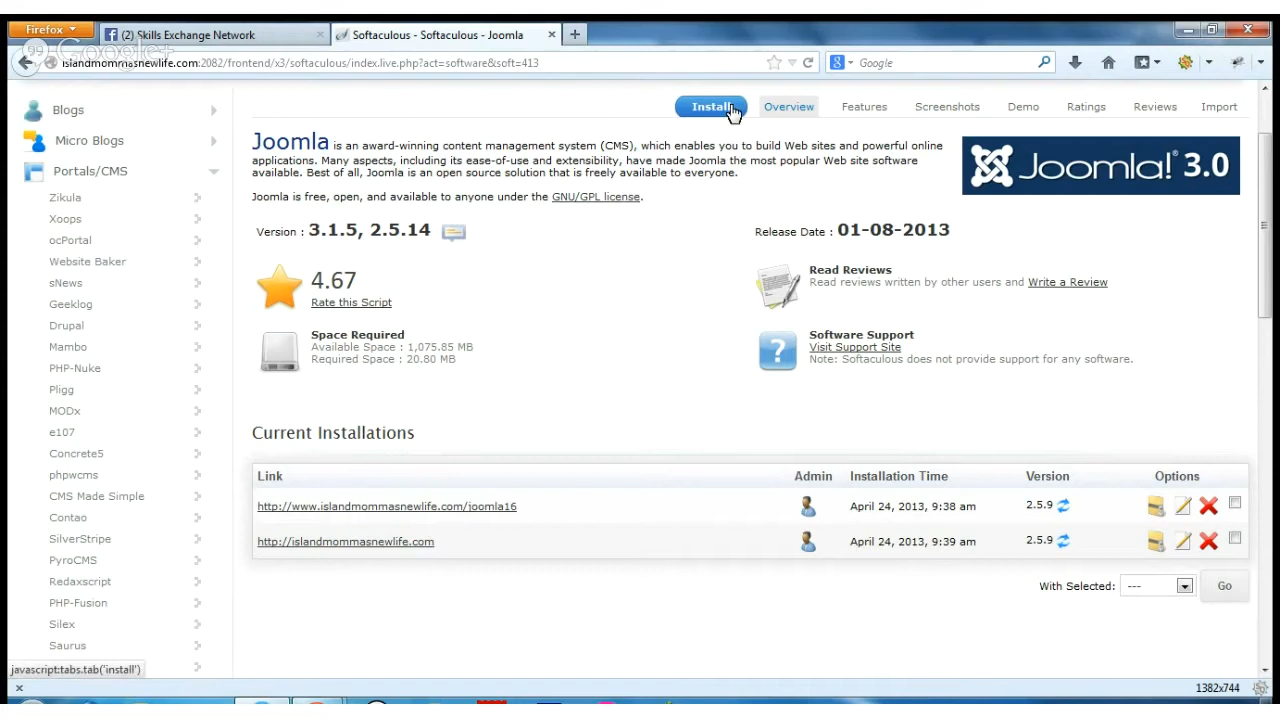 Firefox
(2) Skills Exchange Network
Softaculous - Softaculous - Joomla
99 Google+
islandmommasnewlife.com:2082/frontend/x3/softaculous/index.live.php?act=software&soft=413
Google
Install
Overview
Features
Screenshots
Demo
Ratings
Reviews
Import
Blogs
Micro Blogs
Portals/CMS
Zikula
Xoops
ocPortal
Website Baker
sNews
Geeklog
Drupal
Mambo
PHP-Nuke
Pligg
MODx
e107
Concrete5
phpwcms
CMS Made Simple
Contao
SilverStripe
PyroCMS
Redaxscript
PHP-Fusion
Silex
Saurus
Joomla is an award-winning content management system (CMS), which enables you to build Web sites and powerful online
applications. Many aspects, including its ease-of-use and extensibility, have made Joomla the most popular Web site software
available. Best of all, Joomla is an open source solution that is freely available to everyone.
Joomla is free, open, and available to anyone under the GNU/GPL license.
Joomla!® 3.0
Version : 3.1.5, 2.5.14
Release Date : 01-08-2013
4.67
Rate this Script
Read Reviews
Read reviews written by other users and Write a Review
Space Required
Available Space : 1,075.85 MB
Required Space : 20.80 MB
Software Support
Visit Support Site
Note: Softaculous does not provide support for any software.
Current Installations
Link Admin Installation Time Version Options
http://www.islandmommasnewlife.com/joomla16 April 24, 2013, 9:38 am 2.5.9
http://islandmommasnewlife.com April 24, 2013, 9:39 am 2.5.9
With Selected: --- Go
javascript:tabs.tab('install')
x
1382x744